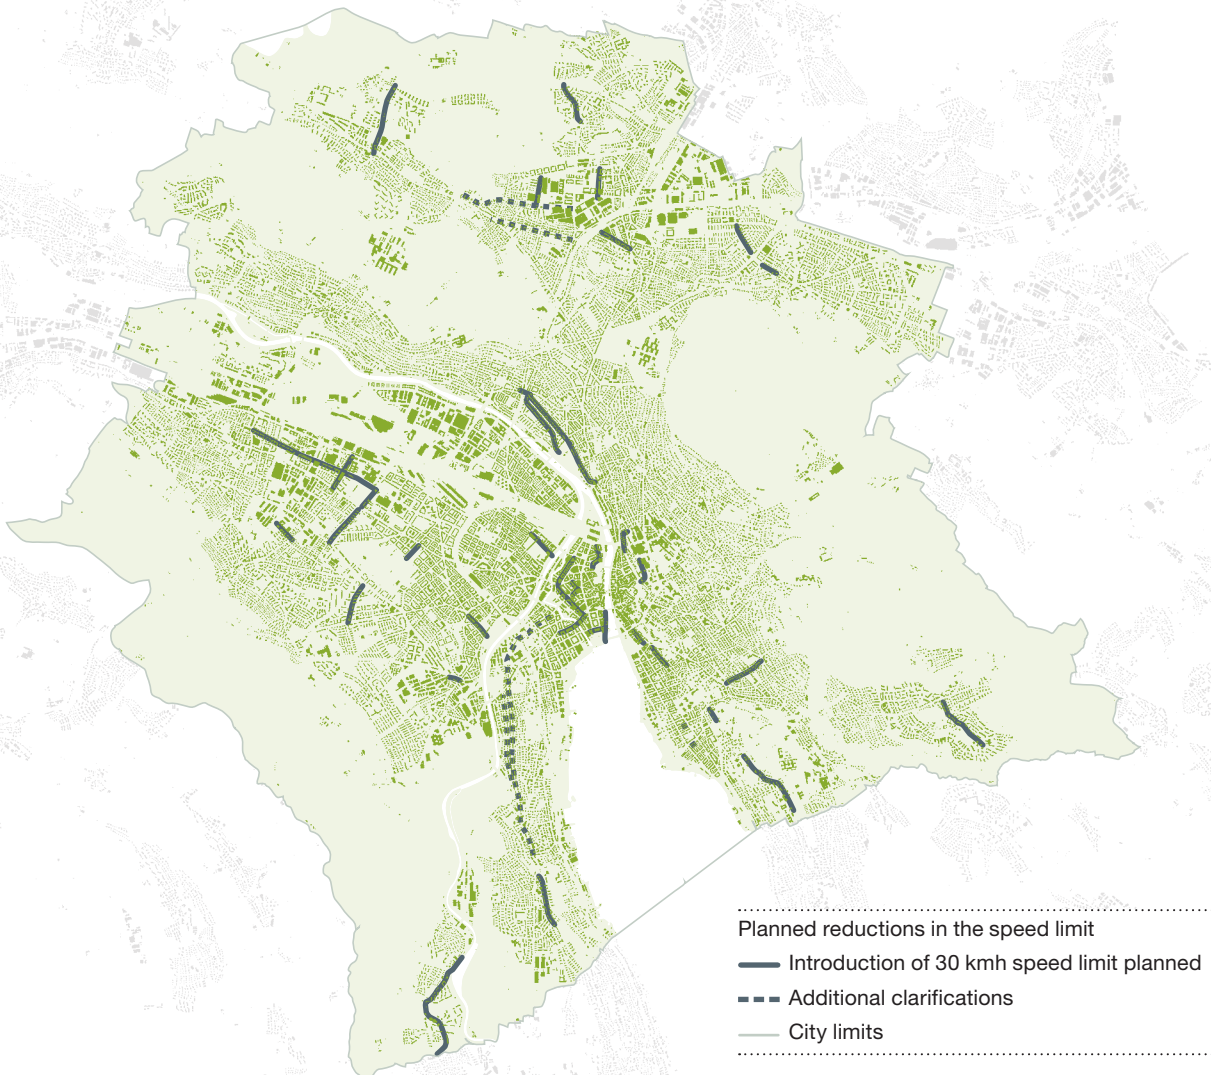 Planned reductions in the speed limit
Introduction of 30 kmh speed limit planned
Additional clarifications
City limits